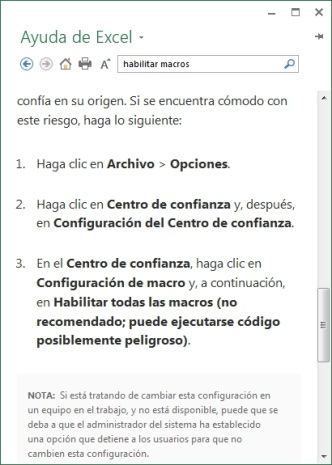 Ayuda de Excel
habilitar macros
confía en su origen. Si se encuentra cómodo con
este riesgo, haga lo siguiente:
1. Haga clic en Archivo > Opciones.
2. Haga clic en Centro de confianza y, después,
en Configuración del Centro de confianza.
3. En el Centro de confianza, haga clic en
Configuración de macro y, a continuación,
en Habilitar todas las macros (no
recomendado; puede ejecutarse código
posiblemente peligroso).
NOTA: Si está tratando de cambiar esta configuración en
un equipo en el trabajo, y no está disponible, puede que se
deba a que el administrador del sistema ha establecido
una opción que detiene a los usuarios para que no
cambien esta configuración.